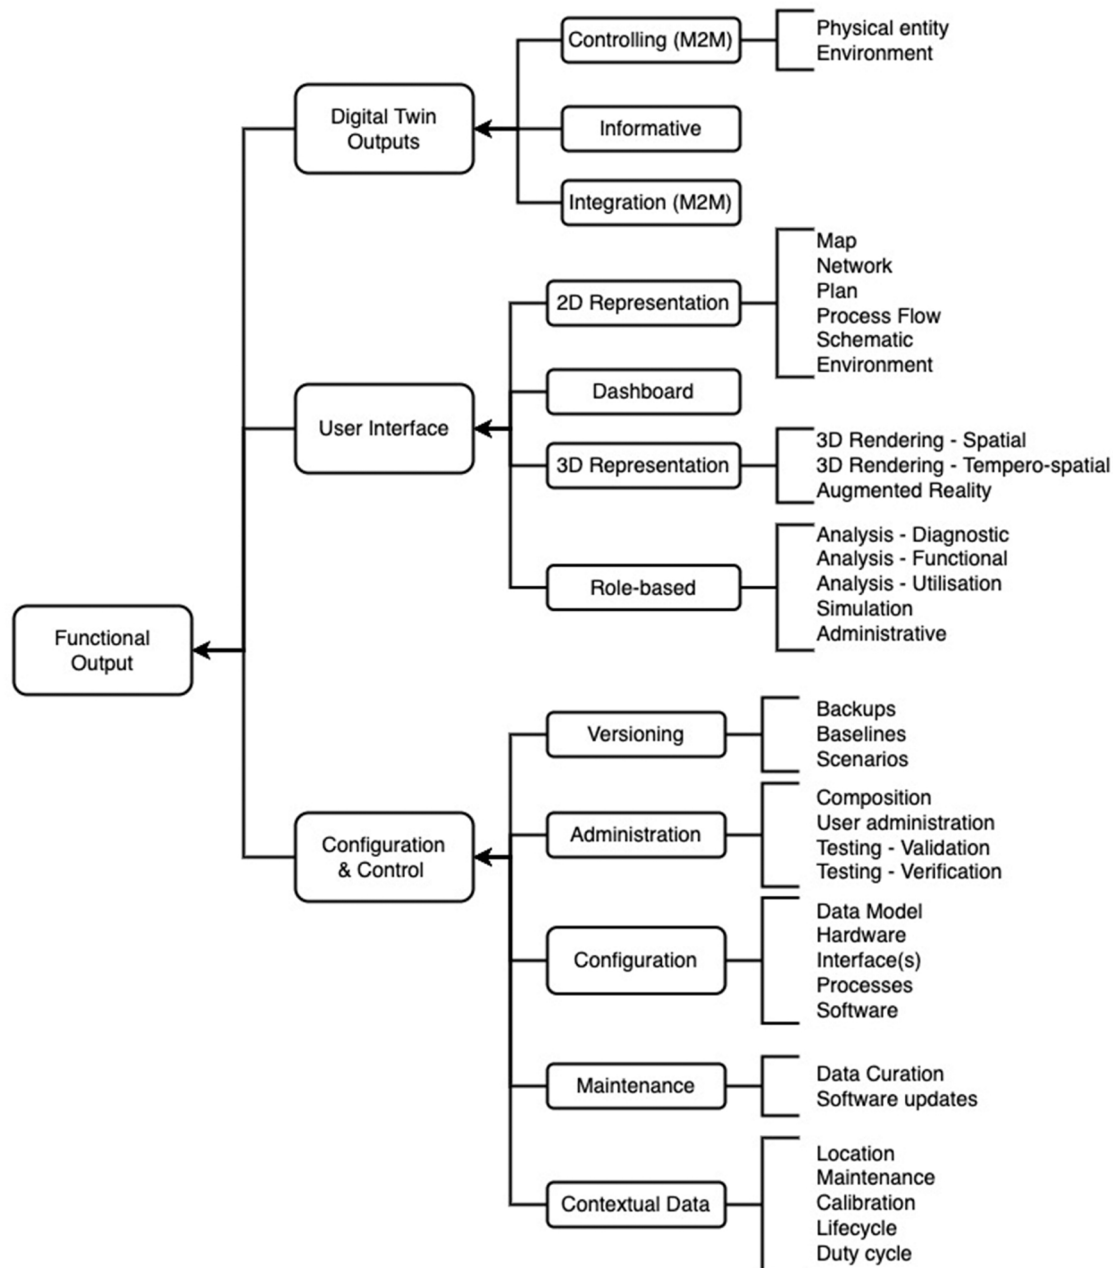 Functional
Output
Digital Twin
Outputs
Controlling (M2M)
Physical entity
Environment
Informative
Integration (M2M)
User Interface
2D Representation
Map
Network
Plan
Process Flow
Schematic
Environment
Dashboard
3D Representation
3D Rendering - Spatial
3D Rendering - Tempero-spatial
Augmented Reality
Role-based
Analysis - Diagnostic
Analysis - Functional
Analysis - Utilisation
Simulation
Administrative
Configuration
& Control
Versioning
Backups
Baselines
Scenarios
Administration
Composition
User administration
Testing - Validation
Testing - Verification
Configuration
Data Model
Hardware
Interface(s)
Processes
Software
Maintenance
Data Curation
Software updates
Contextual Data
Location
Maintenance
Calibration
Lifecycle
Duty cycle